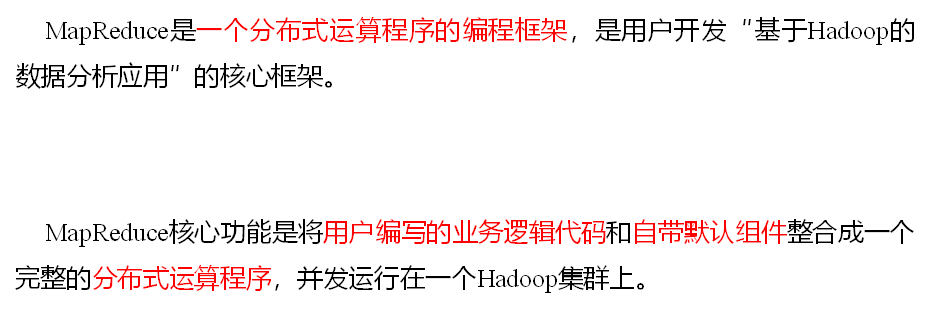 MapReduce是一个分布式运算程序的编程框架，是用户开发“基于Hadoop的
数据分析应用”的核心框架。
MapReduce核心功能是将用户编写的业务逻辑代码和自带默认组件整合成一个
完整的分布式运算程序，并发运行在一个Hadoop集群上。